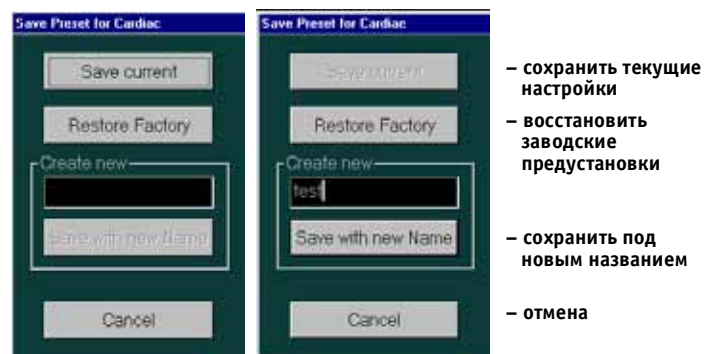 Save Preset for Cardiac
Save current
Restore Factory
Create new
Save with new Name
Cancel
Save Preset for Cardiac
Save current
Restore Factory
Create new
test
Save with new Name
Cancel
– сохранить текущие
настройки
– восстановить
заводские
предустановки
– сохранить под
новым названием
– отмена